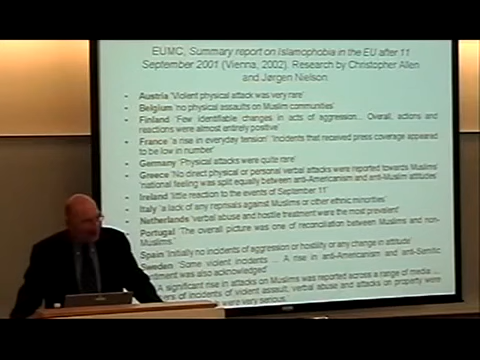 EUMC, Summary report on Islamophobia in the EU after 11
September 2001 (Vienna, 2002). Research by Christopher Allen
and Jørgen Nielson
- Austria 'Violent physical attack was very rare'
- Belgium 'no physical assaults on Muslim communities'
- Finland 'Few identifiable changes in acts of aggression... Overall, actions and
reactions were almost entirely positive'
- France 'a rise in everyday tension' 'Incidents that received press coverage appeared
to be low in number'
- Germany 'Physical attacks were quite rare'
- Greece 'No direct physical or personal verbal attacks were reported towards Muslims'
'national feeling was split equally between anti-Americanism and anti-Muslim attitudes'
- Ireland 'little reaction to the events of September 11'
- Italy 'a lack of any reprisals against Muslims or other ethnic minorities'
- Netherlands 'verbal abuse and hostile treatment were the most prevalent'
Portugal 'The overall picture was one of reconciliation between Muslims and non-
Muslims'
Spain 'Initially no incidents of aggression or hostility or any change in attitude'
Sweden 'Some violent incidents ... A rise in anti-Americanism and anti-Semitic
sentiment was also acknowledged'
A significant rise in attacks on Muslims was reported across a range of media ...
of incidents of violent assault, verbal abuse and attacks on property were
were very serious.